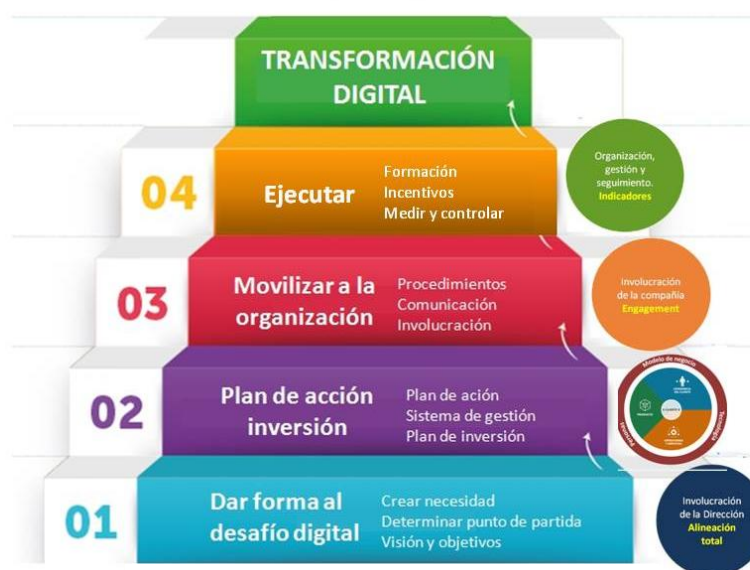 TRANSFORMACIÓN
DIGITAL
04
Ejecutar
Formación
Incentivos
Medir y controlar
Organización,
gestión y
seguimiento.
Indicadores
03
Movilizar a la
organización
Procedimientos
Comunicación
Involucración
Involucración
de la compañía
Engagement
02
Plan de acción
inversión
Plan de ación
Sistema de gestión
Plan de inversión
Modelo de negocio
Personas
Tecnología
PRODUCTO
01
Dar forma al
desafío digital
Crear necesidad
Determinar punto de partida
Visión y objetivos
Involucración
de la Dirección
Alineación
total